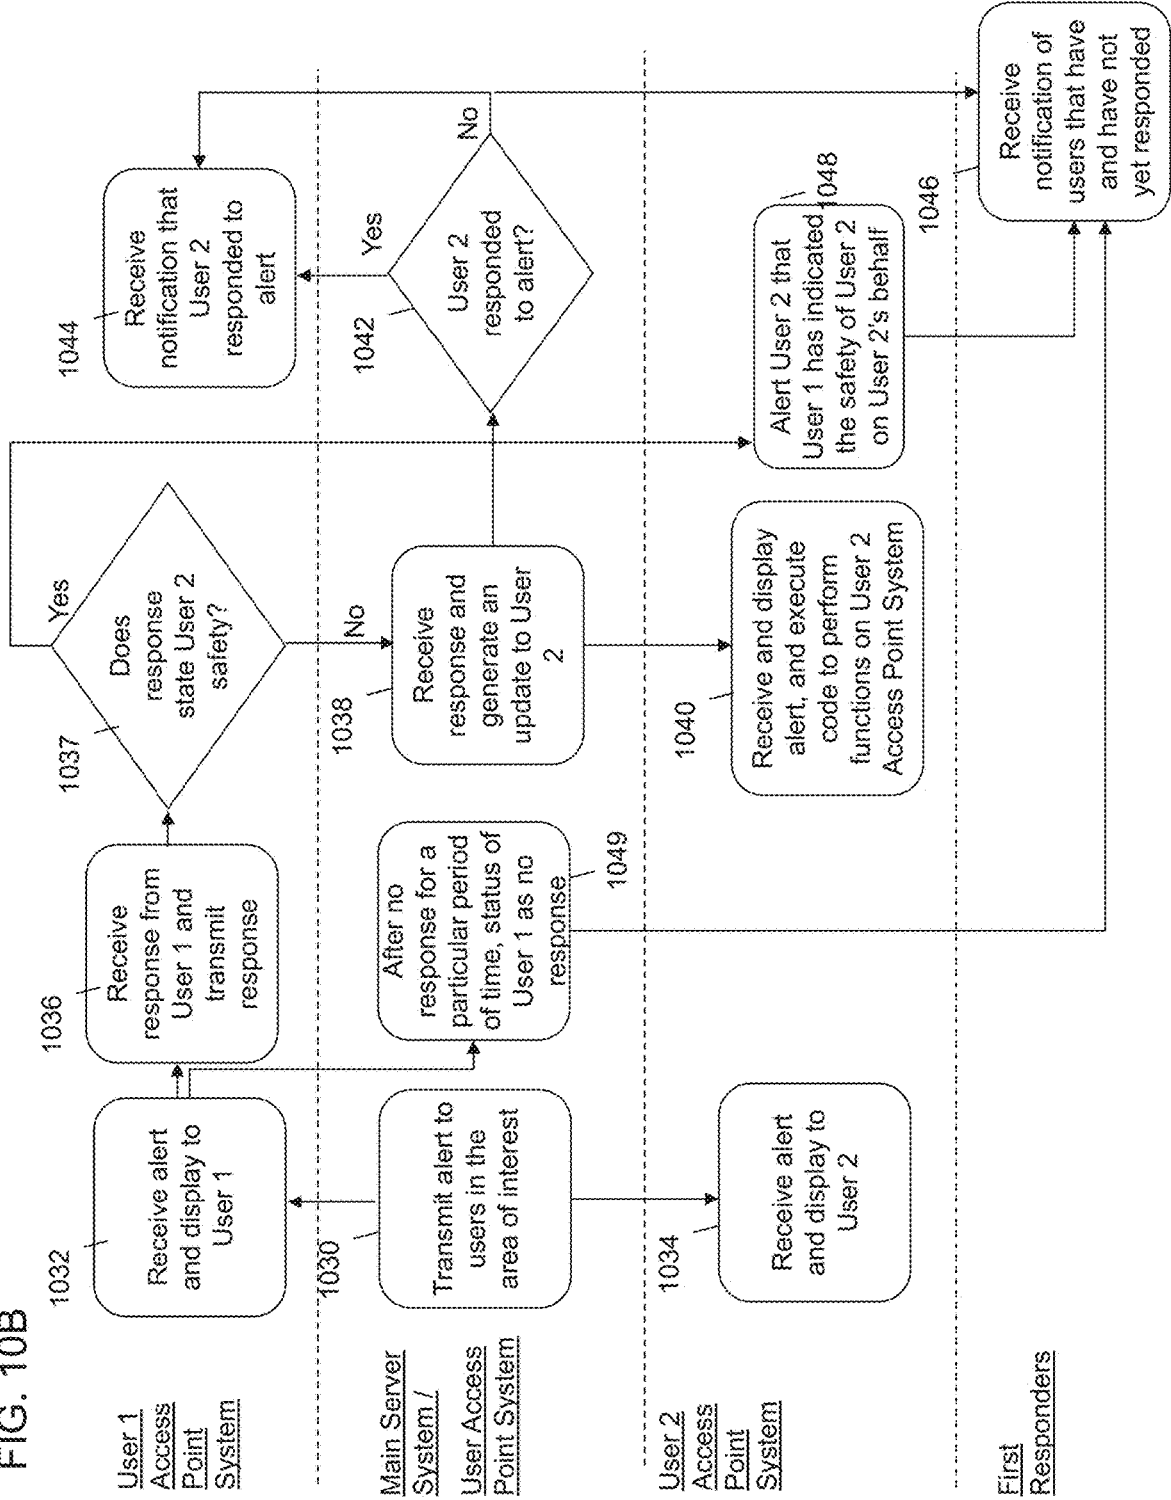 FIG. 10B
User 1
Access
Point
System
1032
Receive alert
and display to
User 1
1036
Receive
response from
User 1 and
transmit
response
1037
Does
response
state User 2
safety?
Yes
No
1044
Receive
notification that
User 2
responded to
alert
Main Server
System /
User Access
Point System
1030
Transmit alert to
users in the
area of interest
After no
response for a
particular period
of time, status of
User 1 as no
response
1049
1038
Receive
response and
generate an
update to User
2
1042
User 2
responded
to alert?
Yes
No
User 2
Access
Point
System
1034
Receive alert
and display to
User 2
1040
Receive and display
alert, and execute
code to perform
functions on User 2
Access Point System
Alert User 2 that
User 1 has indicated
the safety of User 2
on User 2's behalf
1048
First
Responders
1046
Receive
notification of
users that have
and have not
yet responded